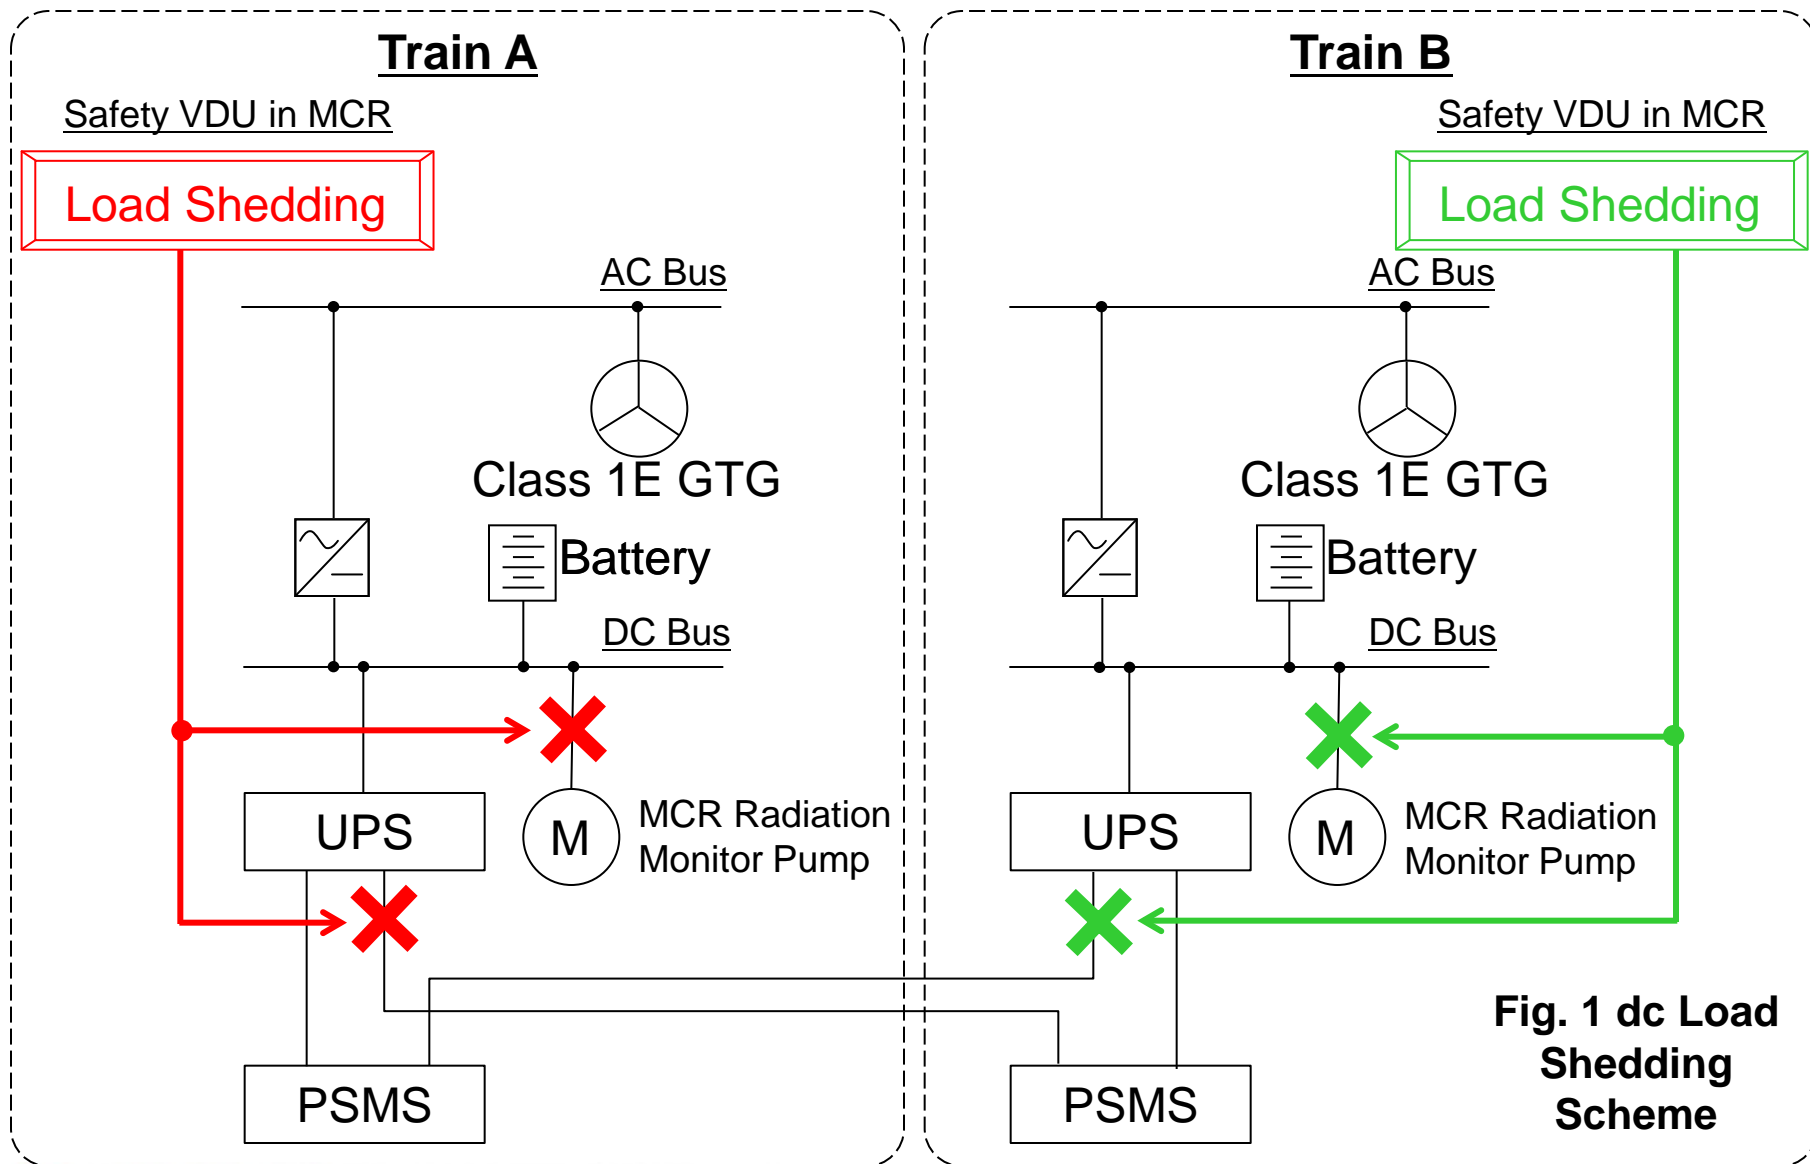 Train A
Safety VDU in MCR
Load Shedding
AC Bus
Class 1E GTG
Battery
DC Bus
UPS
M
MCR Radiation
Monitor Pump
PSMS
Train B
Safety VDU in MCR
Load Shedding
AC Bus
Class 1E GTG
Battery
DC Bus
UPS
M
MCR Radiation
Monitor Pump
PSMS
Fig. 1 dc Load
Shedding
Scheme